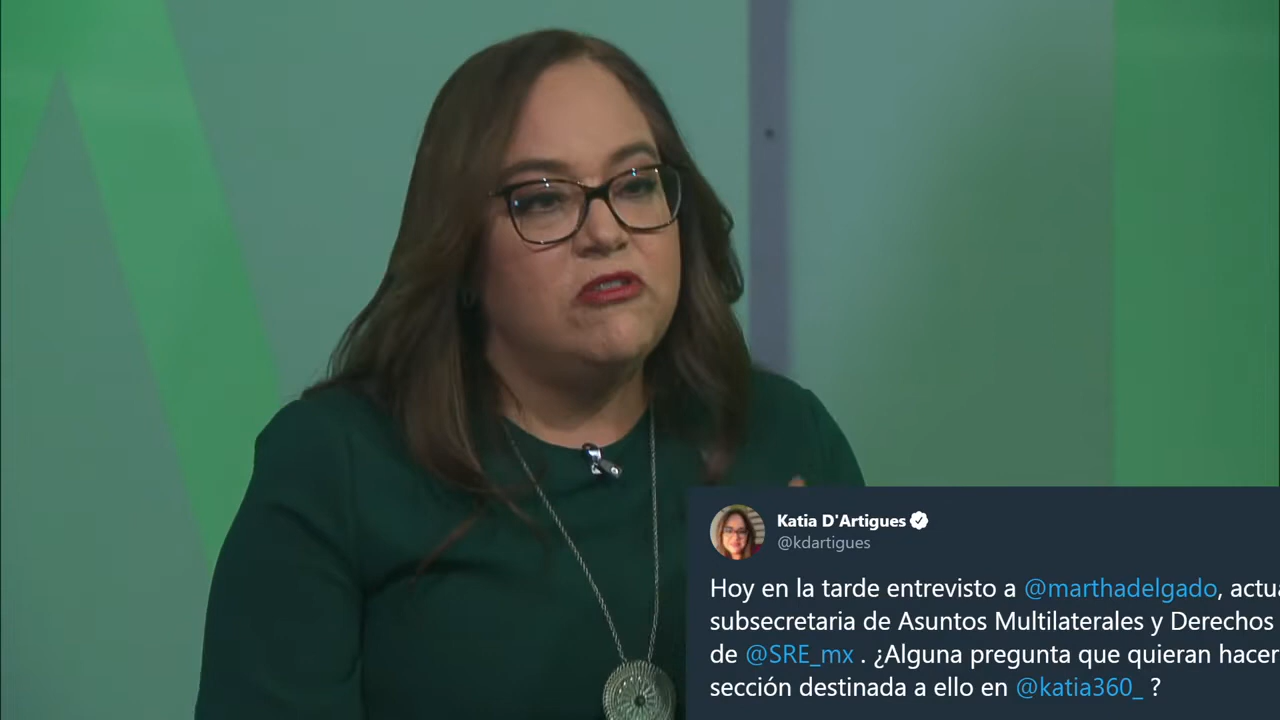 Katia D'Artigues
@kdartigues
Hoy en la tarde entrevisto a @marthadelgado, actua
subsecretaria de Asuntos Multilaterales y Derechos
de @SRE_mx . ¿Alguna pregunta que quieran hacer
sección destinada a ello en @katia360_ ?